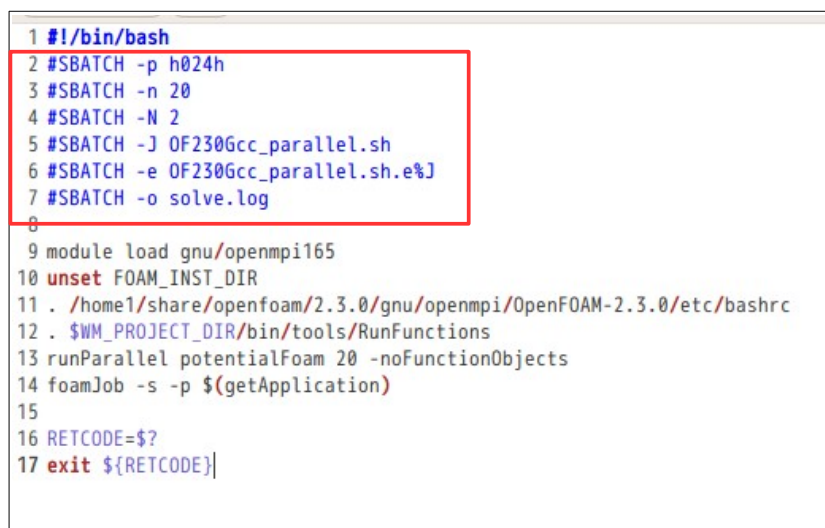 1 #!/bin/bash
2 #SBATCH -p h024h
3 #SBATCH -n 20
4 #SBATCH -N 2
5 #SBATCH -J OF230Gcc_parallel.sh
6 #SBATCH -e OF230Gcc_parallel.sh.e%J
7 #SBATCH -o solve.log
8
9 module load gnu/openmpi165
10 unset FOAM_INST_DIR
11 . /home1/share/openfoam/2.3.0/gnu/openmpi/OpenFOAM-2.3.0/etc/bashrc
12 . $WM_PROJECT_DIR/bin/tools/RunFunctions
13 runParallel potentialFoam 20 -noFunctionObjects
14 foamJob -s -p $(getApplication)
15
16 RETCODE=$?
17 exit ${RETCODE}